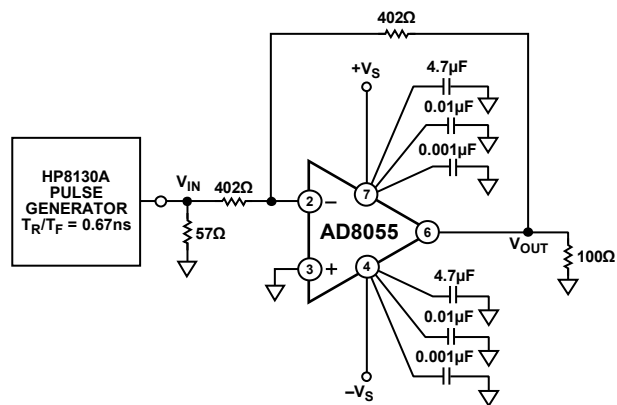 402Ω
+VS
4.7µF
0.01µF
0.001µF
HP8130A
PULSE
GENERATOR
TR/TF = 0.67ns
VIN
402Ω
57Ω
2
–
3
+
7
AD8055
4
6
VOUT
100Ω
4.7µF
0.01µF
0.001µF
–VS